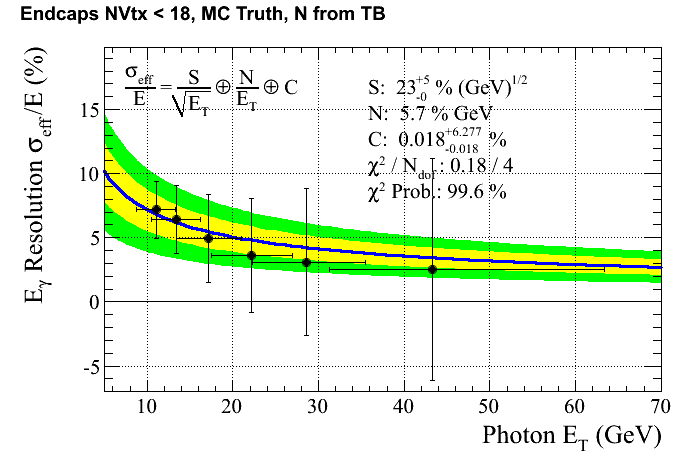 Endcaps NVtx < 18, MC Truth, N from TB
Eγ Resolution σeff/E (%)
σeff/E = S/√ET ⊕ N/ET ⊕ C
S: 23 +5 -0 % (GeV)1/2
N: 5.7 % GeV
C: 0.018 +6.277 -0.018 %
χ2 / Ndof: 0.18 / 4
χ2 Prob.: 99.6 %
15
10
5
0
-5
10 20 30 40 50 60 70
Photon ET (GeV)